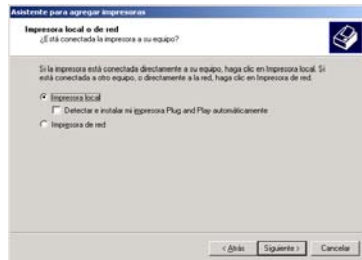 Asistente para agregar impresoras
Impresora local o de red
¿Está conectada la impresora a su equipo?
Si la impresora está conectada directamente a su equipo, haga clic en Impresora local. Si
está conectada a otro equipo, o directamente a la red, haga clic en Impresora de red.
Impresora local
Detectar e instalar mi impresora Plug and Play automáticamente
Impresora de red
< Atrás
Siguiente >
Cancelar